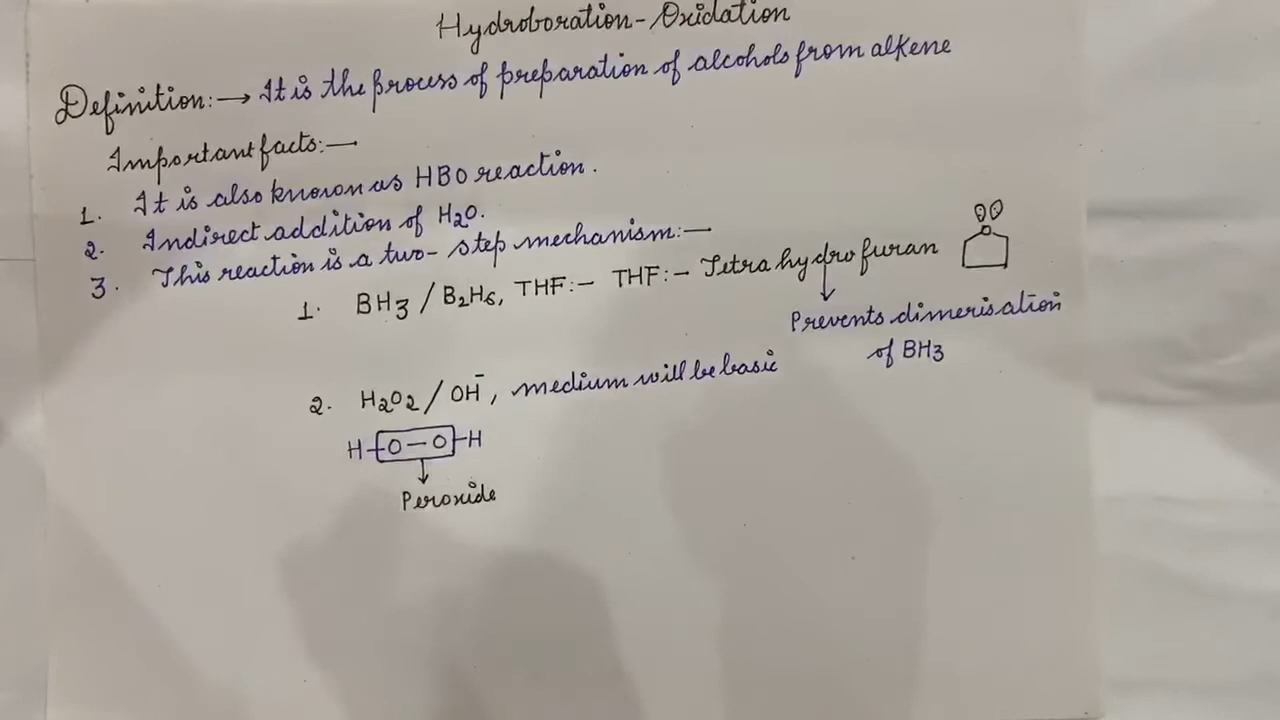 Hydroboration-Oxidation
Definition:→ It is the process of preparation of alcohols from alkene
Important facts:—
1. It is also known as HBO reaction.
2. Indirect addition of H₂O.
3. This reaction is a two-step mechanism:—
1. BH₃ / B₂H₆, THF:— THF:— Tetra hydro furan
Prevents dimerisation
of BH₃
2. H₂O₂ / OH⁻, medium will be basic
H—O—O—H
Peroxide